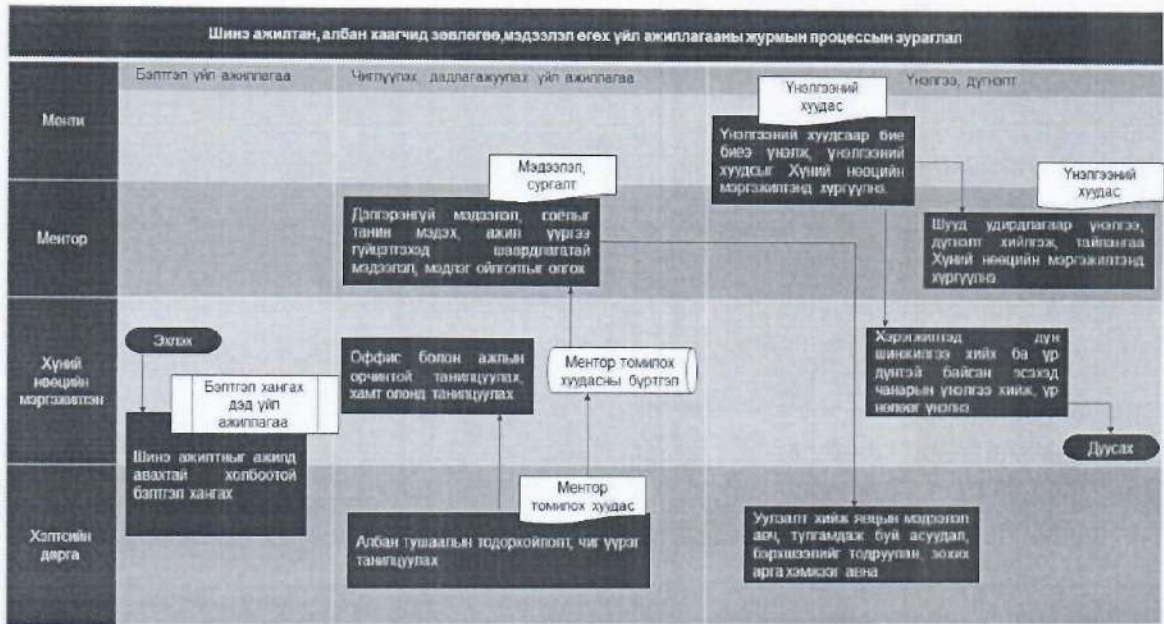 Шинэ ажилтан, албан хаагчид зөвлөгөө, мэдээлэл өгөх үйл ажиллагааны журмын процессын зураглал
Бэлтгэл үйл ажиллагаа
Чиглүүлэх дадлагажуулах үйл ажиллагаа
Үнэлгээ, дүгнэлт
Менти
Үнэлгээний
хуудас
Үнэлгээний хуудсаар бие
биеэ үнэлж, үнэлгээний
хуудсыг Хүний нөөцийн
мэргэжилтэнд хүргүүлнэ.
Ментор
Мэдээлэл,
сургалт
Дэлгэрэнгүй мэдээлэл, соёлыг
танин мэдэх, ажил үүргээ
гүйцэтгэхэд шаардлагатай
мэдээлэл, мэдлэг ойлголтыг олгох
Үнэлгээний
хуудас
Шууд удирдлагаар үнэлгээ,
дүгнэлт хийлгэж, тайлангаа
Хүний нөөцийн мэргэжилтэнд
хүргүүлнэ.
Хүний
нөөцийн
мэргэжилтэн
Эхлэх
Бэлтгэл хангах
дэд үйл
ажиллагаа
Шинэ ажилтныг ажилд
авахтай холбоотой
бэлтгэл хангах
Оффис болон ажлын
орчинтой танилцуулах,
хамт олонд танилцуулах
Ментор томилох
хуудасны бүртгэл
Хэрэгжилтэд дүн
шинжилгээ хийх ба үр
дүнтэй байсан эсэхэд
чанарын үнэлгээ хийж, үр
нөлөөг үнэлнэ
Дуусах
Хэлтсийн
дарга
Ментор
томилох хуудас
Албан тушаалын тодорхойлолт, чиг үүрэг
танилцуулах
Уулзалт хийж явцын мэдээлэл
авч, тулгамдаж буй асуудал,
бэрхшээлийг тодруулан, зохих
арга хэмжээг авна